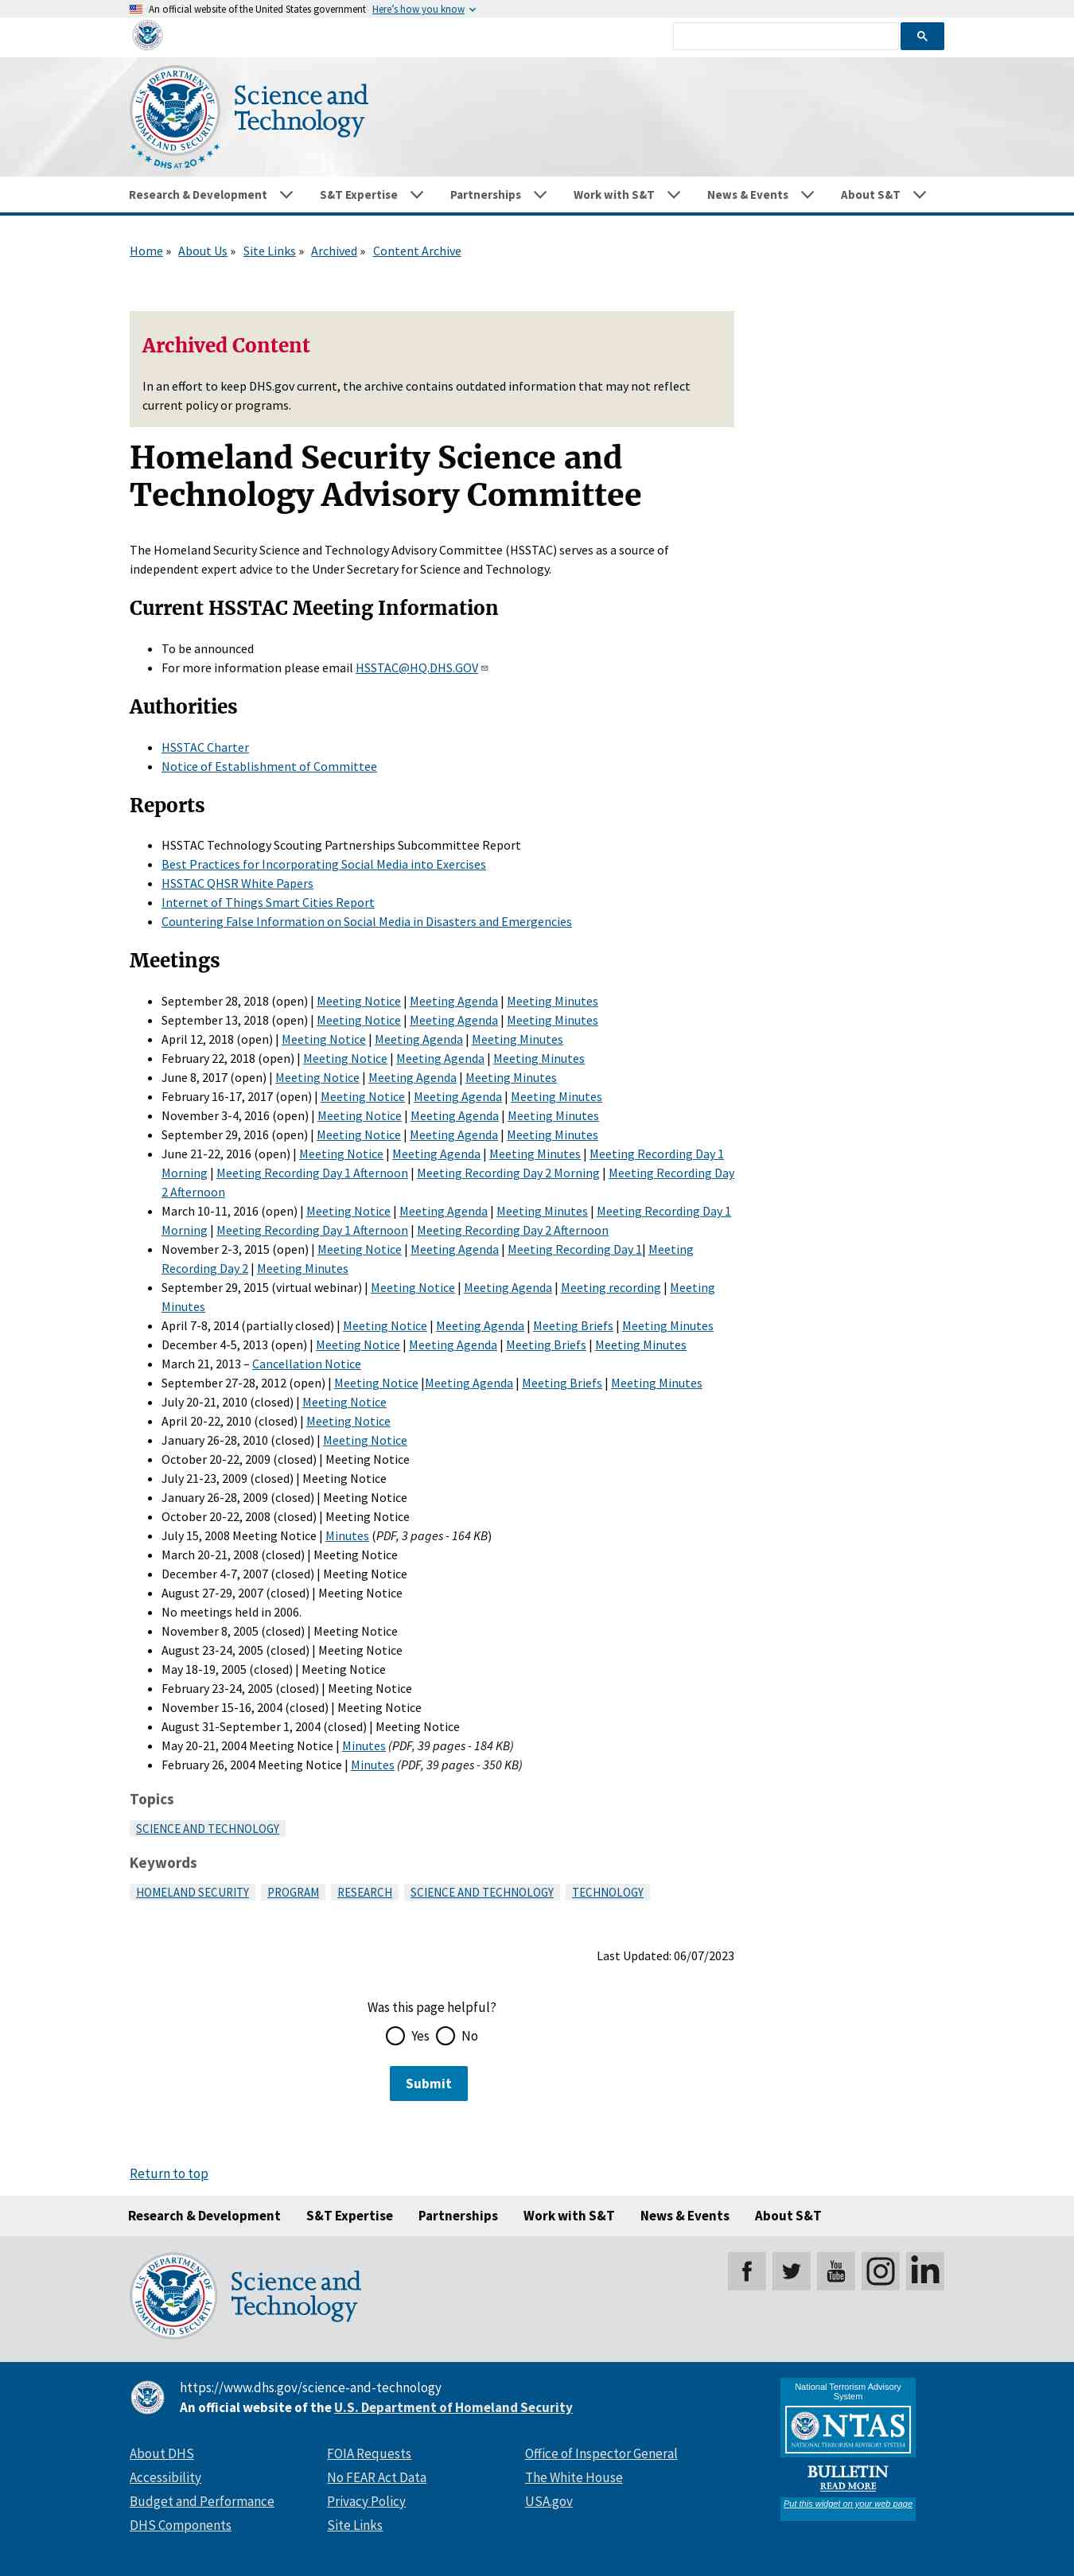 An official website of the United States government Here's how you know
Science and
Technology
U.S. DEPARTMENT OF HOMELAND SECURITY
DHS AT 20
Research & Development S&T Expertise Partnerships Work with S&T News & Events About S&T
Home » About Us » Site Links » Archived » Content Archive
Archived Content
In an effort to keep DHS.gov current, the archive contains outdated information that may not reflect
current policy or programs.
Homeland Security Science and
Technology Advisory Committee
The Homeland Security Science and Technology Advisory Committee (HSSTAC) serves as a source of
independent expert advice to the Under Secretary for Science and Technology.
Current HSSTAC Meeting Information
• To be announced
• For more information please email HSSTAC@HQ.DHS.GOV
Authorities
• HSSTAC Charter
• Notice of Establishment of Committee
Reports
• HSSTAC Technology Scouting Partnerships Subcommittee Report
• Best Practices for Incorporating Social Media into Exercises
• HSSTAC QHSR White Papers
• Internet of Things Smart Cities Report
• Countering False Information on Social Media in Disasters and Emergencies
Meetings
• September 28, 2018 (open) | Meeting Notice | Meeting Agenda | Meeting Minutes
• September 13, 2018 (open) | Meeting Notice | Meeting Agenda | Meeting Minutes
• April 12, 2018 (open) | Meeting Notice | Meeting Agenda | Meeting Minutes
• February 22, 2018 (open) | Meeting Notice | Meeting Agenda | Meeting Minutes
• June 8, 2017 (open) | Meeting Notice | Meeting Agenda | Meeting Minutes
• February 16-17, 2017 (open) | Meeting Notice | Meeting Agenda | Meeting Minutes
• November 3-4, 2016 (open) | Meeting Notice | Meeting Agenda | Meeting Minutes
• September 29, 2016 (open) | Meeting Notice | Meeting Agenda | Meeting Minutes
• June 21-22, 2016 (open) | Meeting Notice | Meeting Agenda | Meeting Minutes | Meeting Recording Day 1
Morning | Meeting Recording Day 1 Afternoon | Meeting Recording Day 2 Morning | Meeting Recording Day
2 Afternoon
• March 10-11, 2016 (open) | Meeting Notice | Meeting Agenda | Meeting Minutes | Meeting Recording Day 1
Morning | Meeting Recording Day 1 Afternoon | Meeting Recording Day 2 Afternoon
• November 2-3, 2015 (open) | Meeting Notice | Meeting Agenda | Meeting Recording Day 1| Meeting
Recording Day 2 | Meeting Minutes
• September 29, 2015 (virtual webinar) | Meeting Notice | Meeting Agenda | Meeting recording | Meeting
Minutes
• April 7-8, 2014 (partially closed) | Meeting Notice | Meeting Agenda | Meeting Briefs | Meeting Minutes
• December 4-5, 2013 (open) | Meeting Notice | Meeting Agenda | Meeting Briefs | Meeting Minutes
• March 21, 2013 – Cancellation Notice
• September 27-28, 2012 (open) | Meeting Notice |Meeting Agenda | Meeting Briefs | Meeting Minutes
• July 20-21, 2010 (closed) | Meeting Notice
• April 20-22, 2010 (closed) | Meeting Notice
• January 26-28, 2010 (closed) | Meeting Notice
• October 20-22, 2009 (closed) | Meeting Notice
• July 21-23, 2009 (closed) | Meeting Notice
• January 26-28, 2009 (closed) | Meeting Notice
• October 20-22, 2008 (closed) | Meeting Notice
• July 15, 2008 Meeting Notice | Minutes (PDF, 3 pages - 164 KB)
• March 20-21, 2008 (closed) | Meeting Notice
• December 4-7, 2007 (closed) | Meeting Notice
• August 27-29, 2007 (closed) | Meeting Notice
• No meetings held in 2006.
• November 8, 2005 (closed) | Meeting Notice
• August 23-24, 2005 (closed) | Meeting Notice
• May 18-19, 2005 (closed) | Meeting Notice
• February 23-24, 2005 (closed) | Meeting Notice
• November 15-16, 2004 (closed) | Meeting Notice
• August 31-September 1, 2004 (closed) | Meeting Notice
• May 20-21, 2004 Meeting Notice | Minutes (PDF, 39 pages - 184 KB)
• February 26, 2004 Meeting Notice | Minutes (PDF, 39 pages - 350 KB)
Topics
SCIENCE AND TECHNOLOGY
Keywords
HOMELAND SECURITY PROGRAM RESEARCH SCIENCE AND TECHNOLOGY TECHNOLOGY
Last Updated: 06/07/2023
Was this page helpful?
Yes No
Submit
Return to top
Research & Development S&T Expertise Partnerships Work with S&T News & Events About S&T
U.S. DEPARTMENT OF HOMELAND SECURITY
Science and
Technology
You
Tube
https://www.dhs.gov/science-and-technology
An official website of the U.S. Department of Homeland Security
About DHS FOIA Requests Office of Inspector General
Accessibility No FEAR Act Data The White House
Budget and Performance Privacy Policy USA.gov
DHS Components Site Links
National Terrorism Advisory
System
NTAS
NATIONAL TERRORISM ADVISORY SYSTEM
BULLETIN
READ MORE
Put this widget on your web page